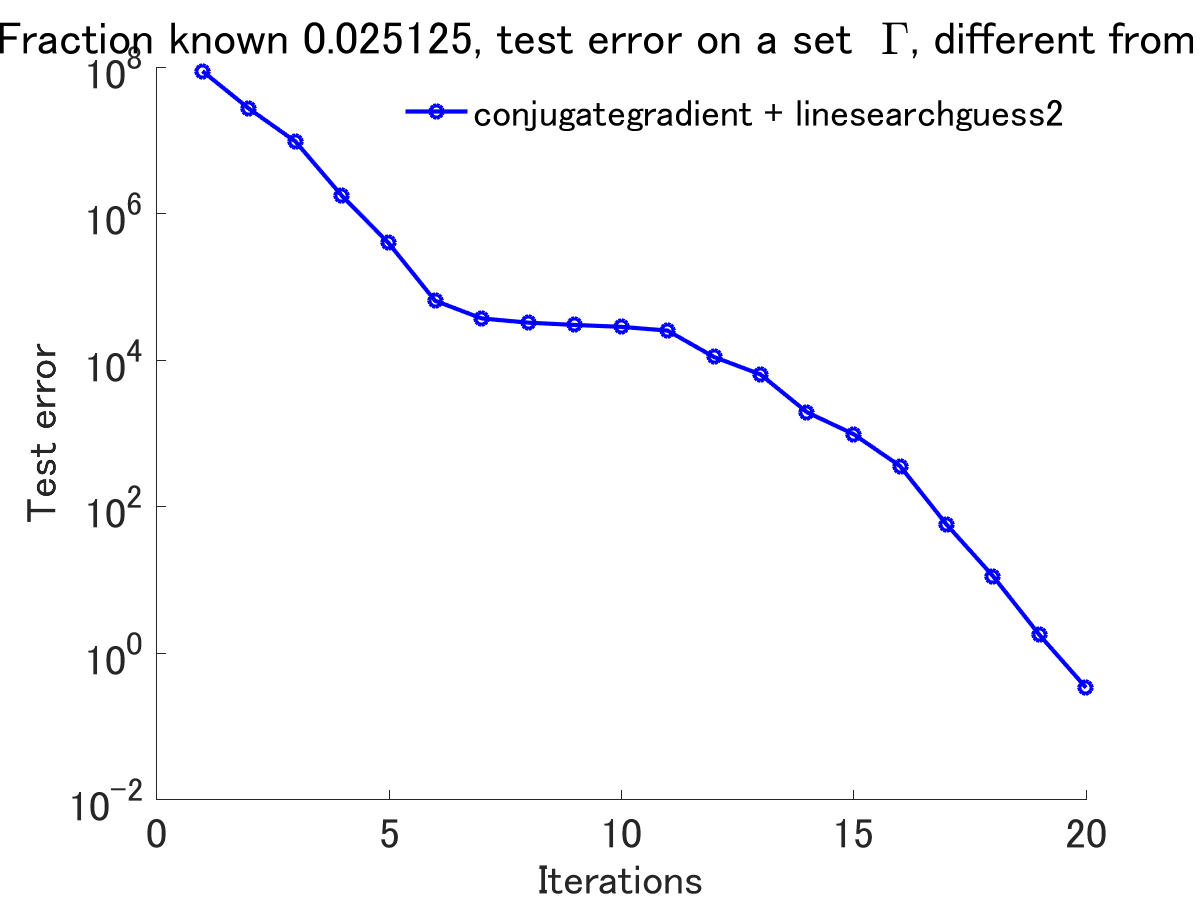 Fraction known 0.025125, test error on a set Γ, different from
10^8
conjugategradient + linesearchguess2
10^6
10^4
10^2
10^0
10^-2
Test error
0 5 10 15 20
Iterations